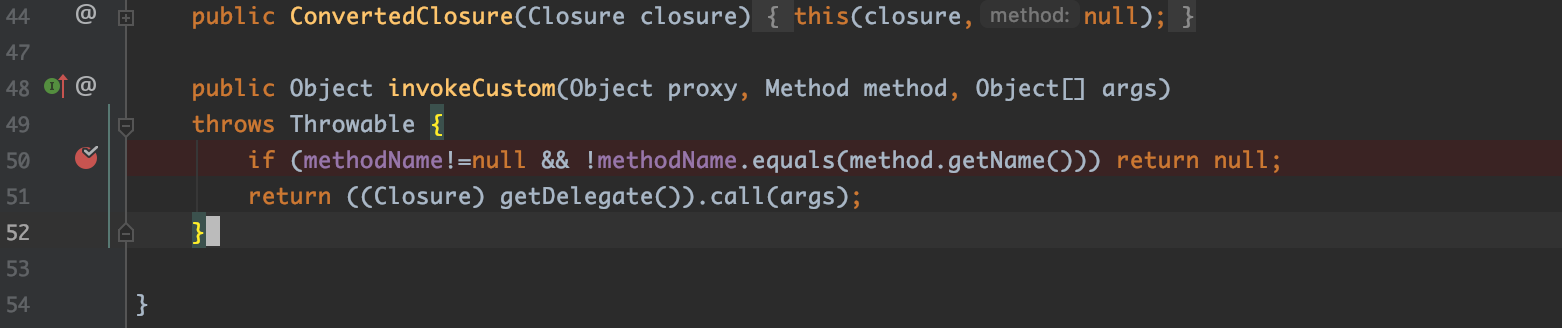 44 @ public ConvertedClosure(Closure closure) { this(closure, method: null); }
47
48 I @ public Object invokeCustom(Object proxy, Method method, Object[] args)
49 throws Throwable {
50 if (methodName!=null && !methodName.equals(method.getName())) return null;
51 return ((Closure) getDelegate()).call(args);
52 }
53
54 }